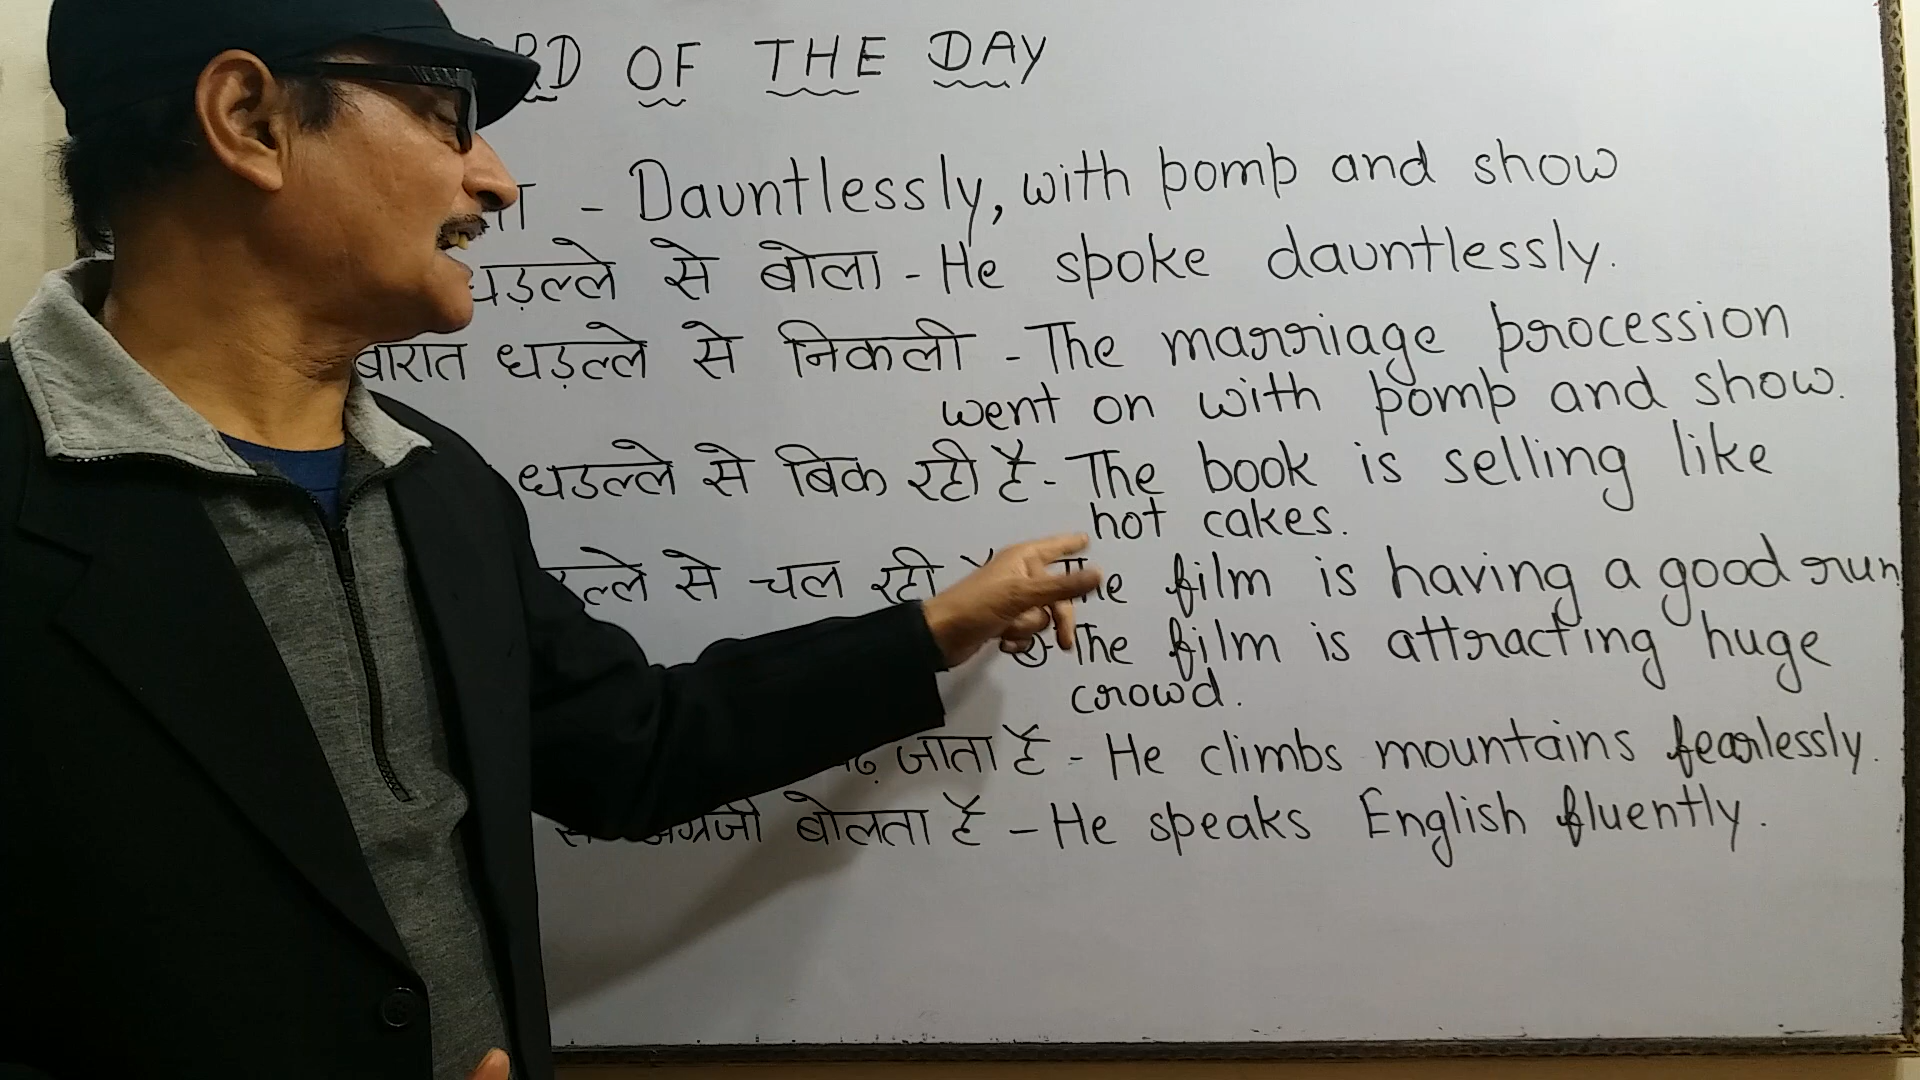 OF THE DAY
- Dauntlessly, with pomp and show
धड़ल्ले से बोला - He spoke dauntlessly.
बारात धड़ल्ले से निकली - The marriage procession
went on with pomp and show.
धडल्ले से बिक रही है - The book is selling like
hot cakes.
से चल रही The film is having a good run
The film is attracting huge
crowd.
जाता है - He climbs mountains fearlessly.
बोलता है - He speaks English fluently.